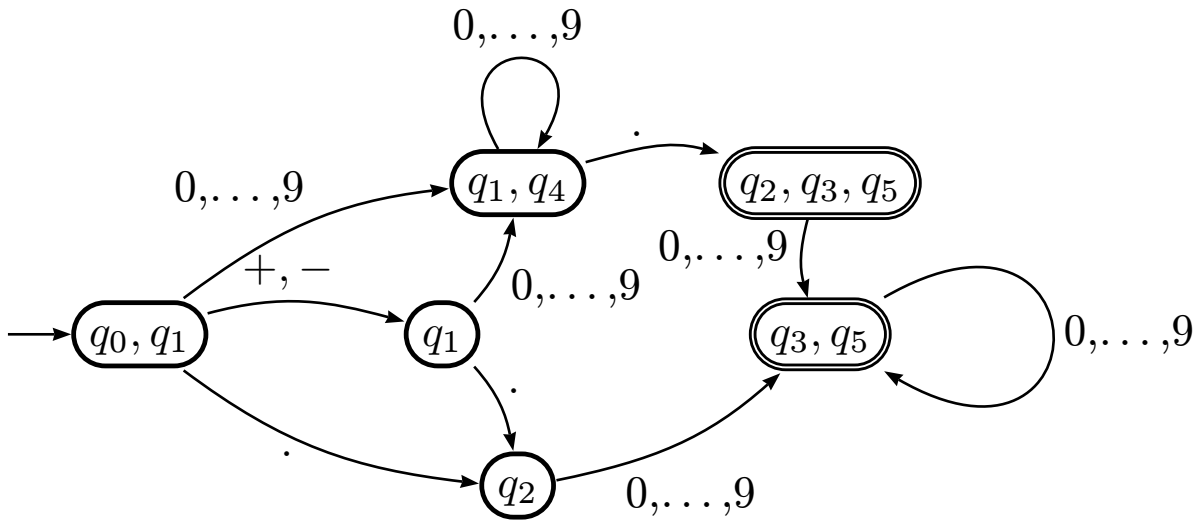 0,...,9
.
q₁, q₄
q₂, q₃, q₅
0,...,9
0,...,9
+, −
0,...,9
q₀, q₁
q₁
q₃, q₅
0,...,9
.
.
q₂
0,...,9